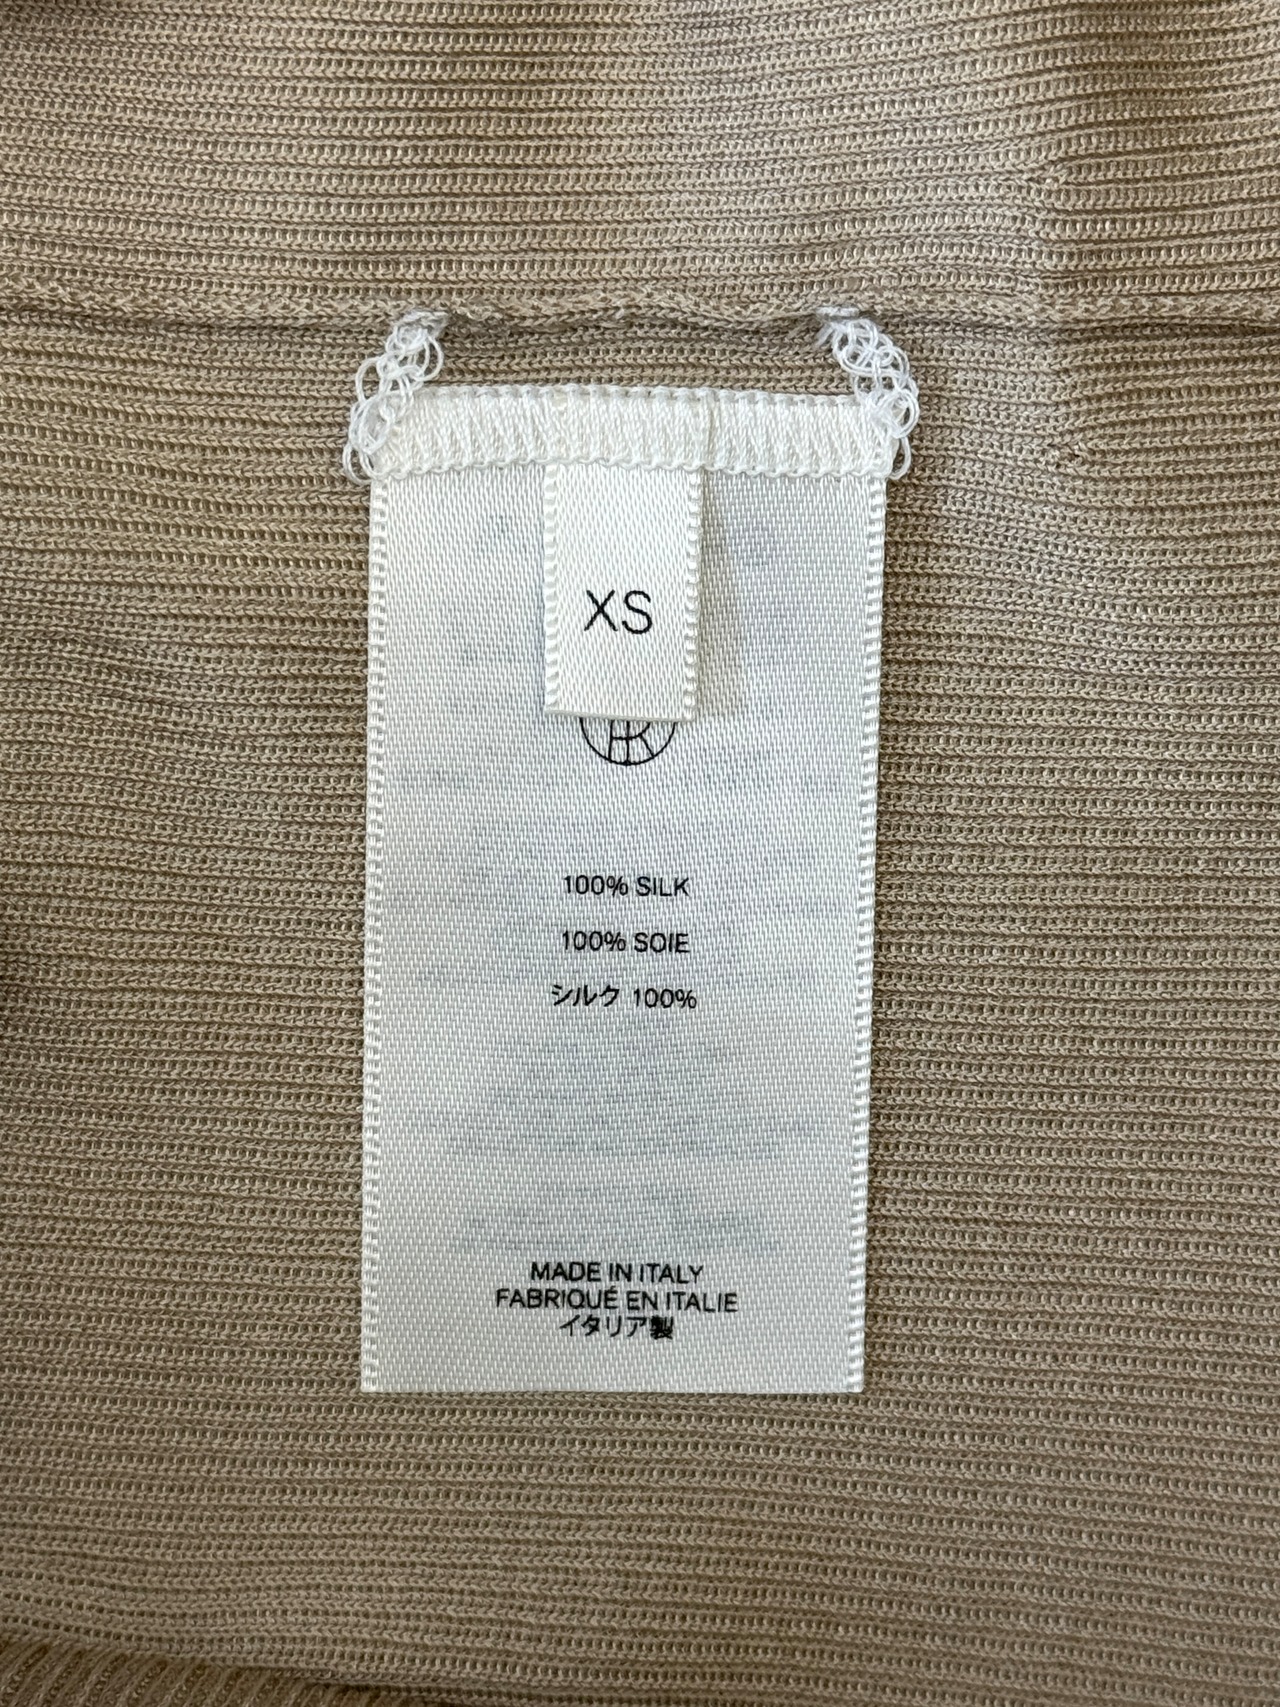 XS
100% SILK
100% SOIE
シルク 100%
MADE IN ITALY
FABRIQUÉ EN ITALIE
イタリア製